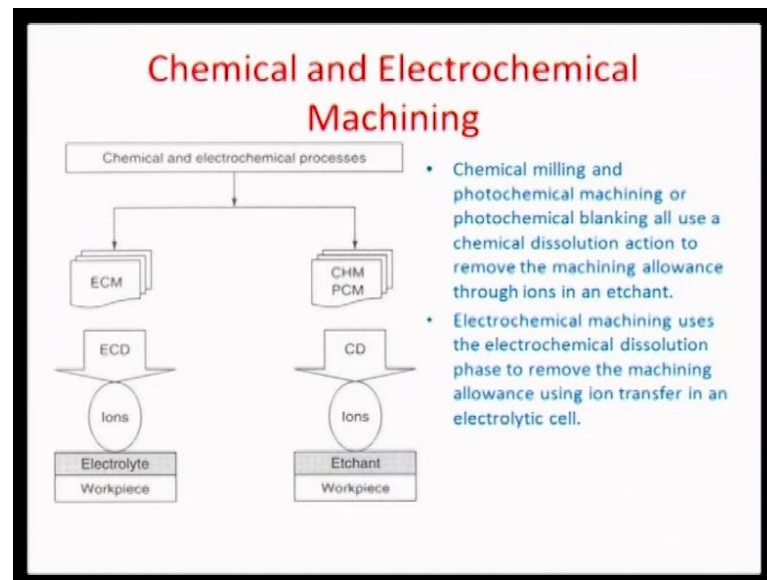 Chemical and Electrochemical
Machining
Chemical and electrochemical processes
ECM
CHM
PCM
ECD
CD
Ions
Ions
Electrolyte
Etchant
Workpiece
Workpiece
• Chemical milling and
photochemical machining or
photochemical blanking all use a
chemical dissolution action to
remove the machining allowance
through ions in an etchant.
• Electrochemical machining uses
the electrochemical dissolution
phase to remove the machining
allowance using ion transfer in an
electrolytic cell.